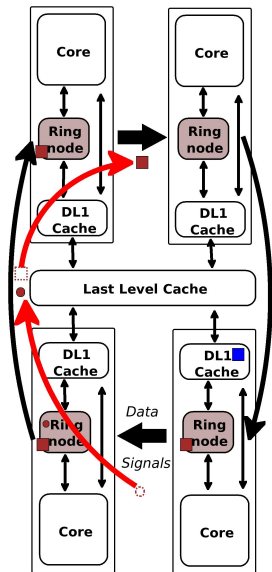 Core
Core
Ring
node
Ring
node
DL1
Cache
DL1
Cache
Last Level Cache
DL1
Cache
DL1
Cache
Data
Ring
node
Ring
node
Signals
Core
Core